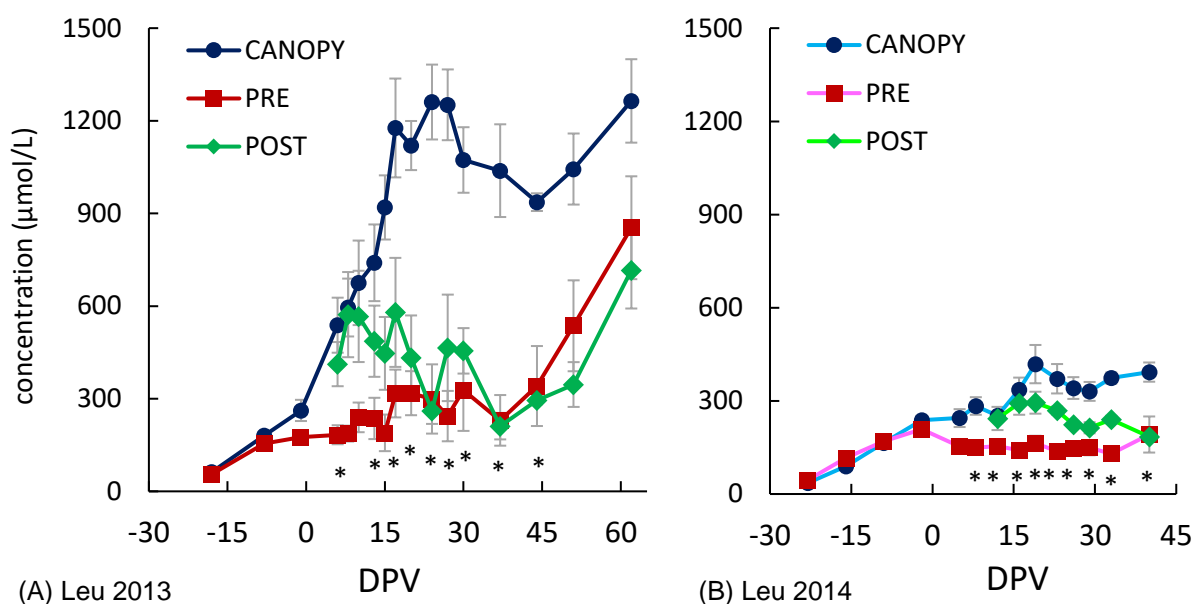 concentration (µmol/L)
1500
1200
900
600
300
0
-30
-15
0
15
30
45
60
CANOPY
PRE
POST
* * * * * * * * *
DPV
(A) Leu 2013
1500
1200
900
600
300
0
-30
-15
0
15
30
45
CANOPY
PRE
POST
* * * * * * * * *
DPV
(B) Leu 2014